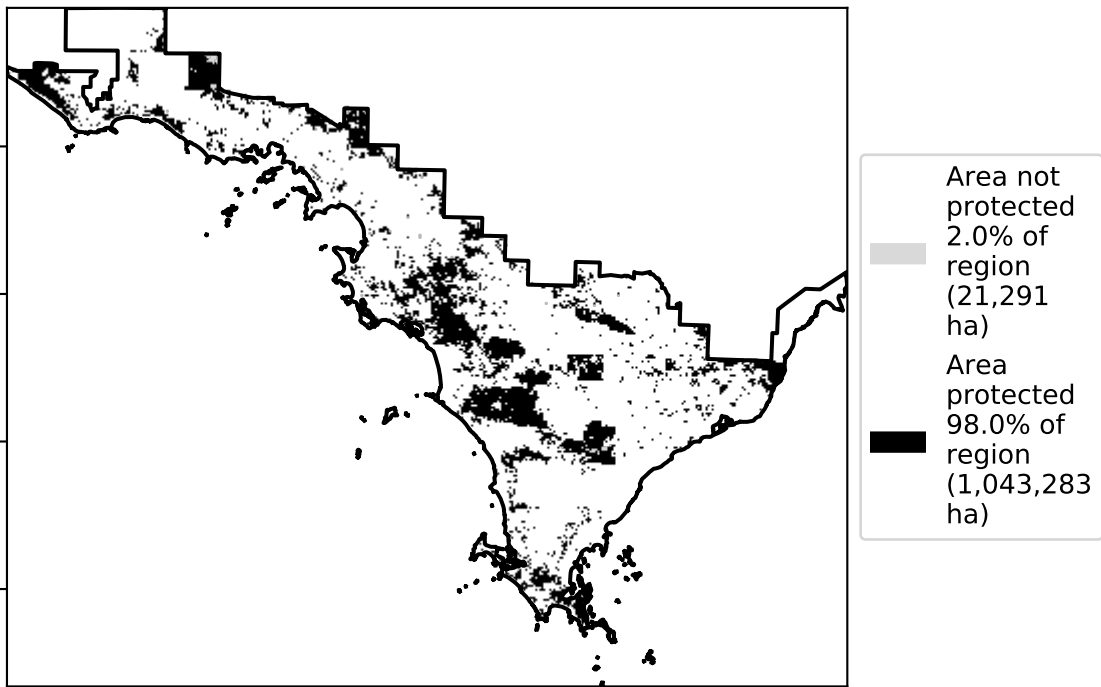 Area not
protected
2.0% of
region
(21,291
ha)
Area
protected
98.0% of
region
(1,043,283
ha)